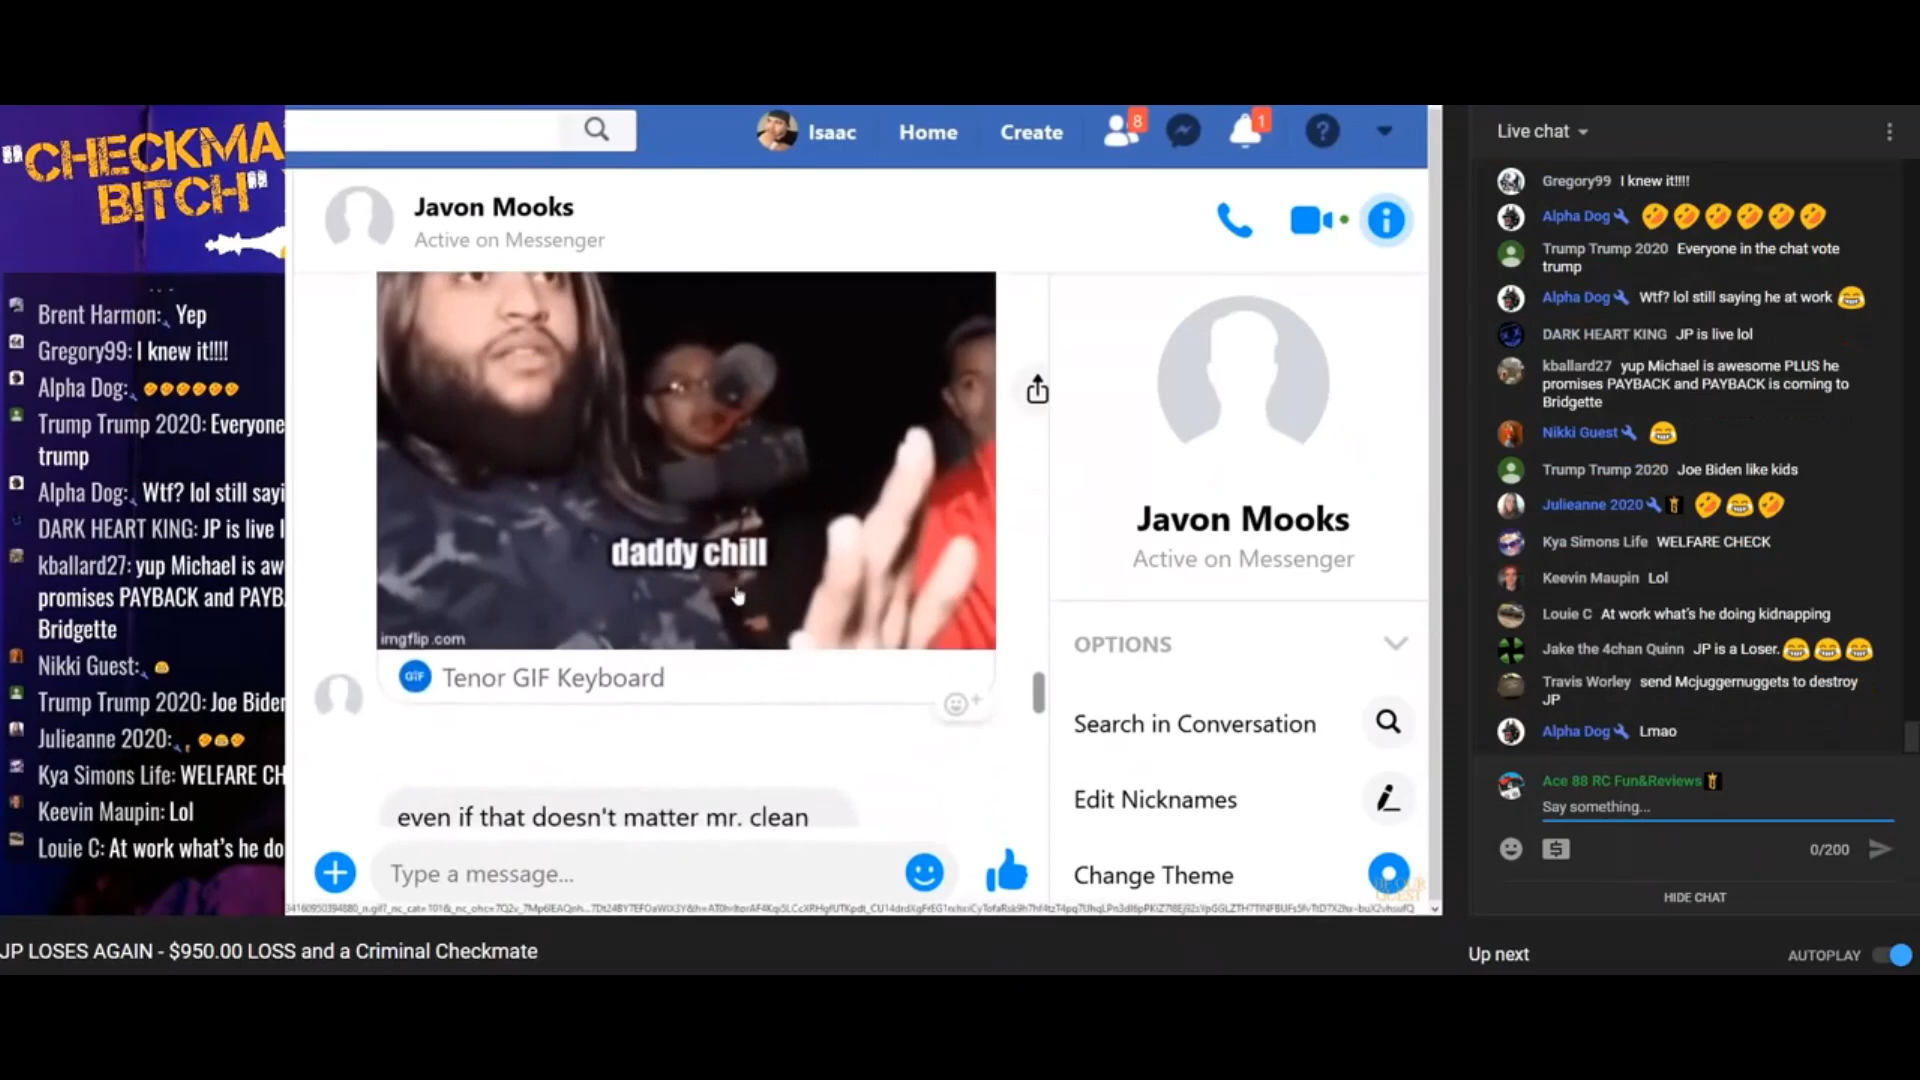 "CHECKMA
BITCH"
Brent Harmon: Yep
Gregory99: I knew it!!!!
Alpha Dog:
Trump Trump 2020: Everyone
trump
Alpha Dog: Wtf? lol still sayi
DARK HEART KING: JP is live l
kballard27: yup Michael is aw
promises PAYBACK and PAYB
Bridgette
Nikki Guest:
Trump Trump 2020: Joe Biden
Julieanne 2020:
Kya Simons Life: WELFARE CH
Keevin Maupin: Lol
Louie C: At work what's he do
Isaac
Home
Create
8
1
Javon Mooks
Active on Messenger
daddy chill
imgflip.com
GIF Tenor GIF Keyboard
even if that doesn't matter mr. clean
Type a message...
Javon Mooks
Active on Messenger
OPTIONS
Search in Conversation
Edit Nicknames
Change Theme
JP LOSES AGAIN - $950.00 LOSS and a Criminal Checkmate
Live chat
Gregory99 I knew it!!!!
Alpha Dog
Trump Trump 2020 Everyone in the chat vote
trump
Alpha Dog Wtf? lol still saying he at work
DARK HEART KING JP is live lol
kballard27 yup Michael is awesome PLUS he
promises PAYBACK and PAYBACK is coming to
Bridgette
Nikki Guest
Trump Trump 2020 Joe Biden like kids
Julieanne 2020
Kya Simons Life WELFARE CHECK
Keevin Maupin Lol
Louie C At work what's he doing kidnapping
Jake the 4chan Quinn JP is a Loser.
Travis Worley send Mcjuggernuggets to destroy
JP
Alpha Dog Lmao
Ace 88 RC Fun&Reviews
Say something...
0/200
HIDE CHAT
Up next
AUTOPLAY